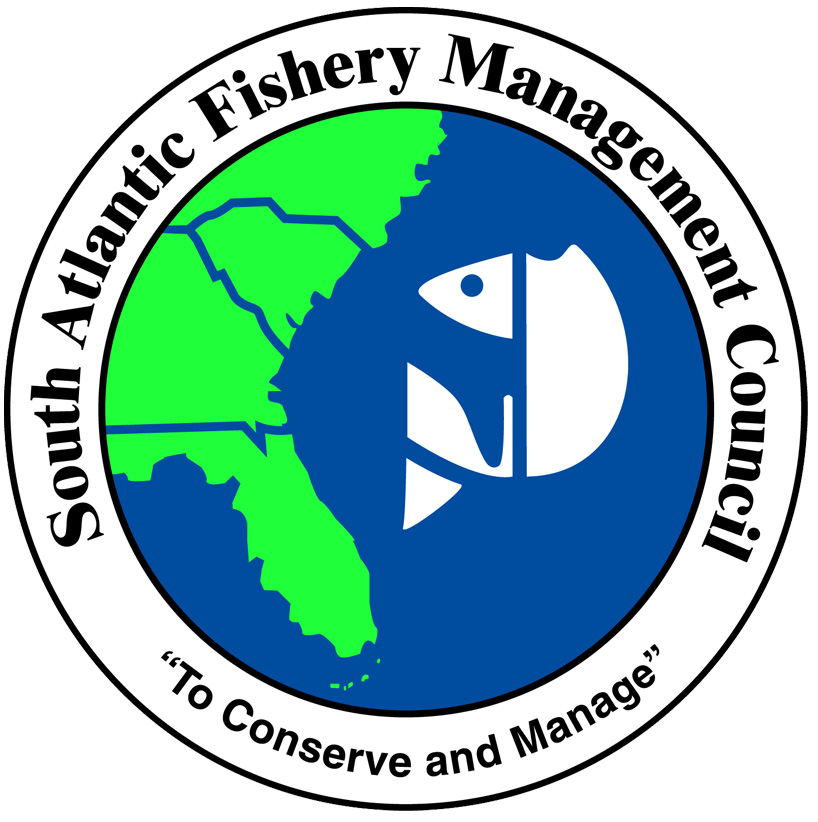 South Atlantic Fishery Management Council
“To Conserve and Manage”